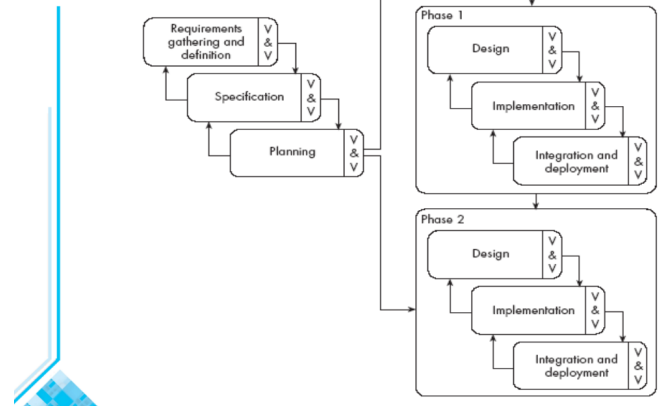 Requirements
gathering and
definition
V
&
V
Specification
V
&
V
Planning
V
&
V
Phase 1
Design
V
&
V
Implementation
V
&
V
Integration and
deployment
V
&
V
Phase 2
Design
V
&
V
Implementation
V
&
V
Integration and
deployment
V
&
V